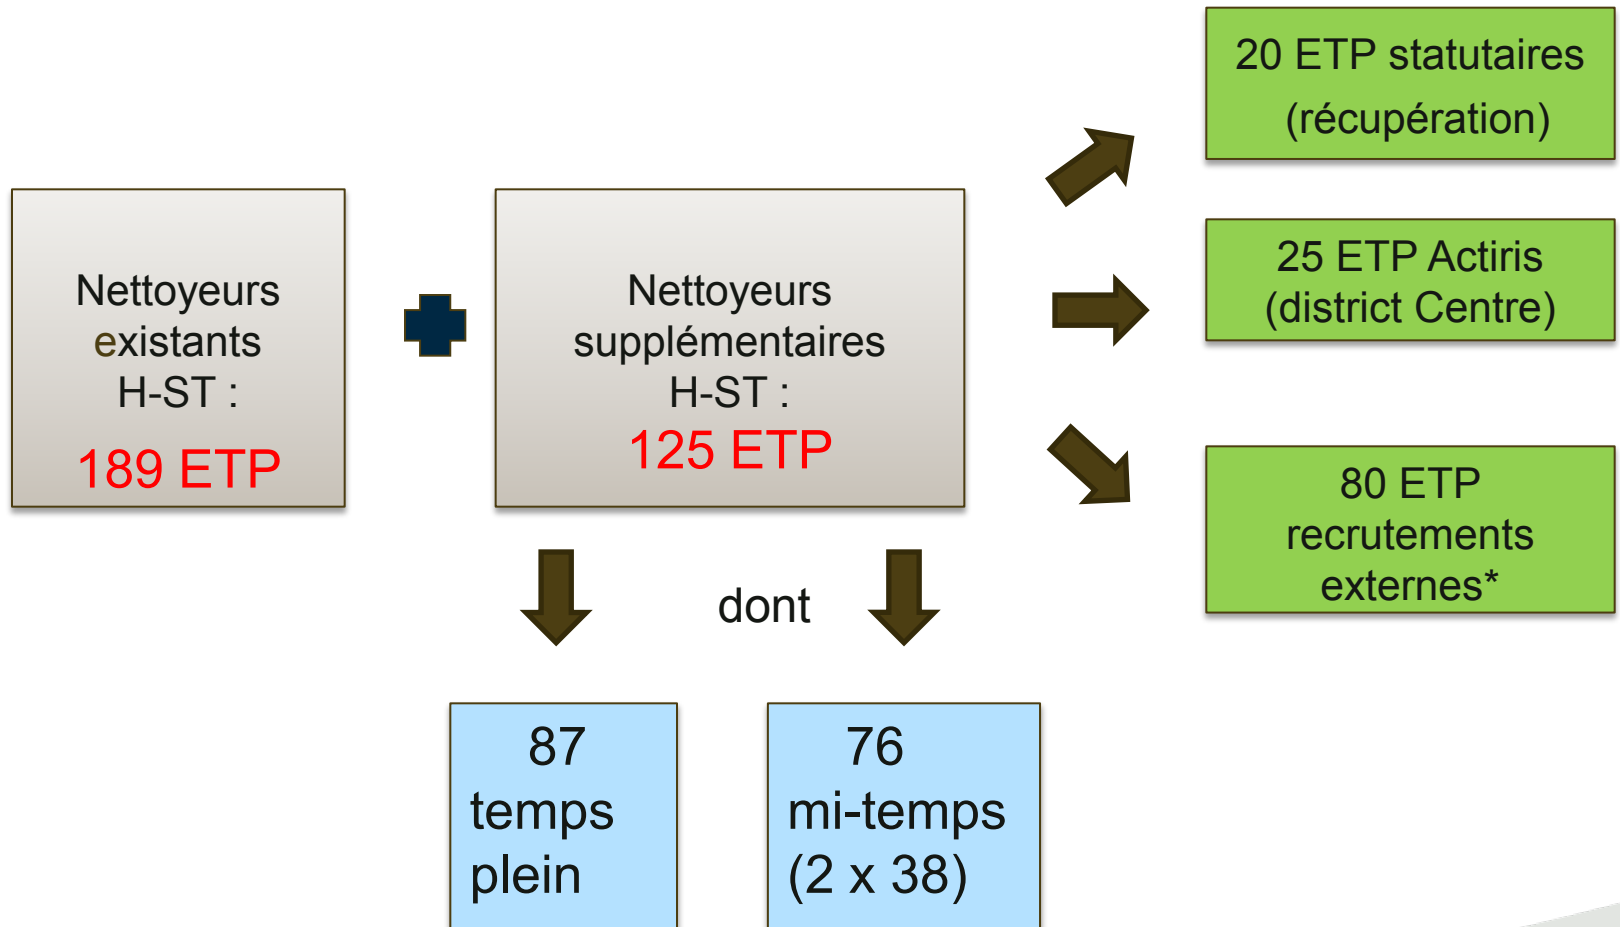 Nettoyeurs
existants
H-ST :
189 ETP
Nettoyeurs
supplémentaires
H-ST :
125 ETP
20 ETP statutaires
(récupération)
25 ETP Actiris
(district Centre)
80 ETP
recrutements
externes*
dont
87
temps
plein
76
mi-temps
(2 x 38)